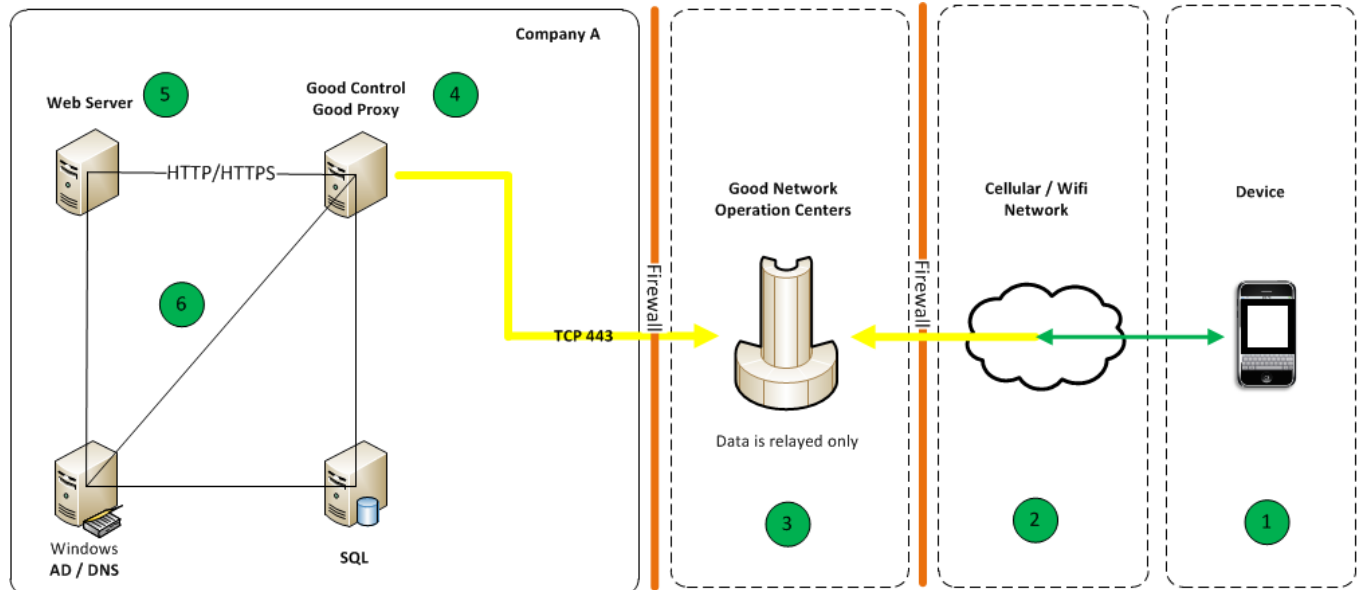 Company A
Web Server
5
Good Control
Good Proxy
4
HTTP/HTTPS
6
TCP 443
Windows
AD / DNS
SQL
Firewall
Good Network
Operation Centers
Data is relayed only
3
Firewall
Cellular / Wifi
Network
2
Device
1